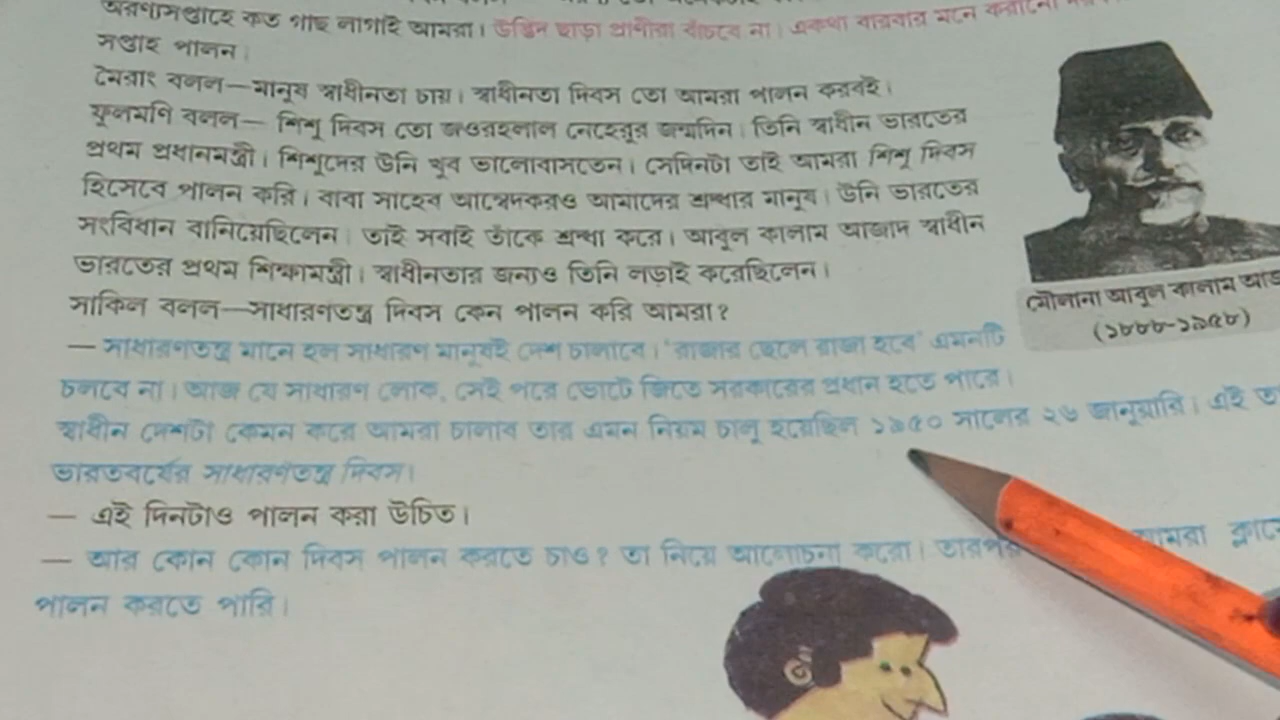 অরণ্যসপ্তাহে কত গাছ লাগাই আমরা। উদ্ভিদ ছাড়া প্রাণীরা বাঁচবে না। একথা বারবার মনে করানো
সপ্তাহ পালন।
মৈরাং বলল—মানুষ স্বাধীনতা চায়। স্বাধীনতা দিবস তো আমরা পালন করবই।
ফুলমণি বলল— শিশু দিবস তো জওহরলাল নেহেরুর জন্মদিন। তিনি স্বাধীন ভারতের
প্রথম প্রধানমন্ত্রী। শিশুদের উনি খুব ভালোবাসতেন। সেদিনটা তাই আমরা শিশু দিবস
হিসেবে পালন করি। বাবা সাহেব আম্বেদকরও আমাদের শ্রদ্ধার মানুষ। উনি ভারতের
সংবিধান বানিয়েছিলেন। তাই সবাই তাঁকে শ্রদ্ধা করে। আবুল কালাম আজাদ স্বাধীন
ভারতের প্রথম শিক্ষামন্ত্রী। স্বাধীনতার জন্যও তিনি লড়াই করেছিলেন।
মৌলানা আবুল কালাম
(১৮৮৮-১৯৫৮)
সাকিল বলল—সাধারণতন্ত্র দিবস কেন পালন করি আমরা?
— সাধারণতন্ত্র মানে হল সাধারণ মানুষই দেশ চালাবে। 'রাজার ছেলে রাজা হবে' এমনটি
চলবে না। আজ যে সাধারণ লোক, সেই পরে ভোটে জিতে সরকারের প্রধান হতে পারে।
স্বাধীন দেশটা কেমন করে আমরা চালাব তার এমন নিয়ম চালু হয়েছিল ১৯৫০ সালের ২৬ জানুয়ারি। এই
ভারতবর্ষের সাধারণতন্ত্র দিবস।
— এই দিনটাও পালন করা উচিত।
— আর কোন কোন দিবস পালন করতে চাও? তা নিয়ে আলোচনা করো। তারপর আমরা
পালন করতে পারি।